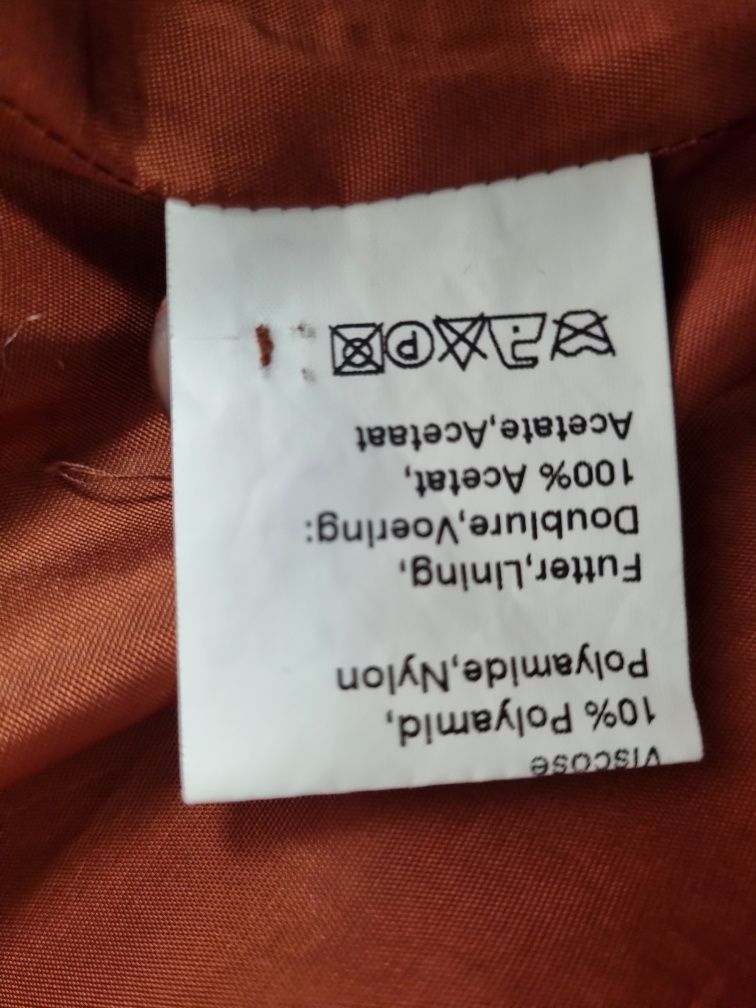 Viscose
10% Polyamid,
Polyamide,Nylon
Futter,Lining,
Doublure,Voering:
100% Acetat,
Acetate,Acetaat
P